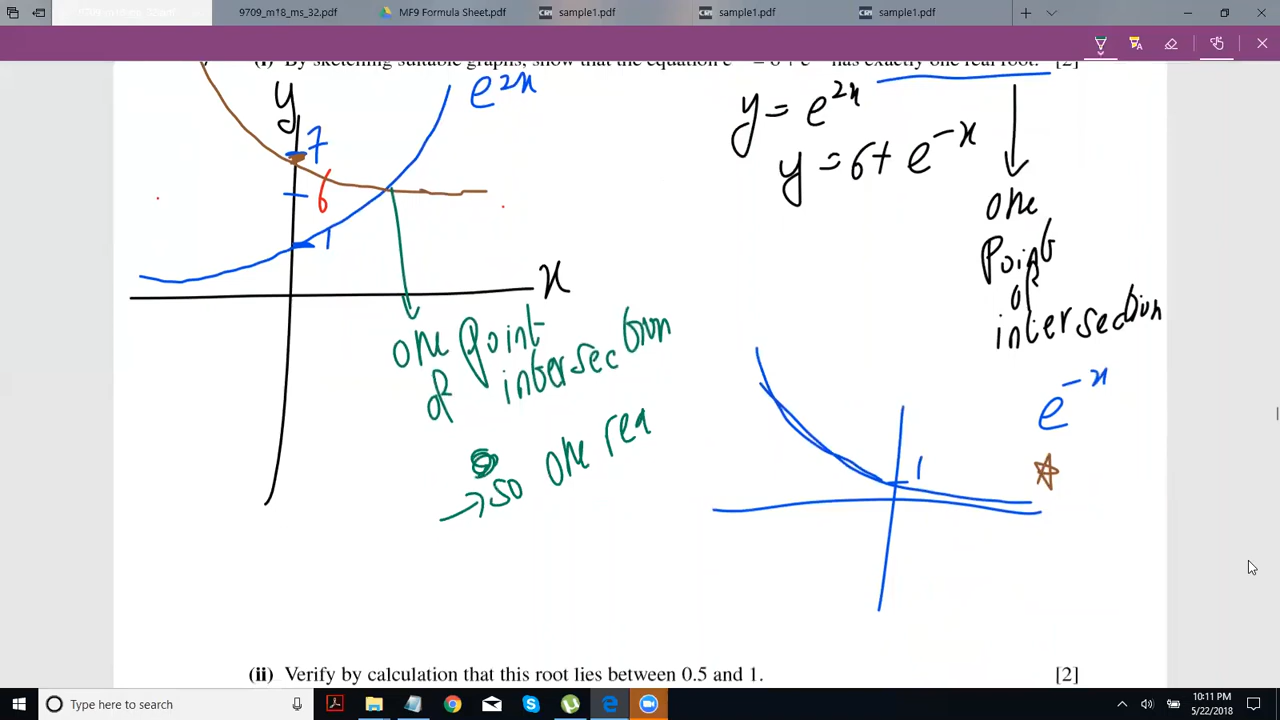 9709-m18-ms_32.pdf
MF9 Formula Sheet.pdf
sample1.pdf
sample1.pdf
sample1.pdf
(i) By sketching suitable graphs, show that the equation has exactly one real root. [2]
y
7
6
1
e^2x
x
one point
of intersection
→ so one rea
y = e^2x
y = 6 + e^-x
one
Point
of
intersection
e^-x
1
(ii) Verify by calculation that this root lies between 0.5 and 1. [2]
Type here to search
10:11 PM
5/22/2018